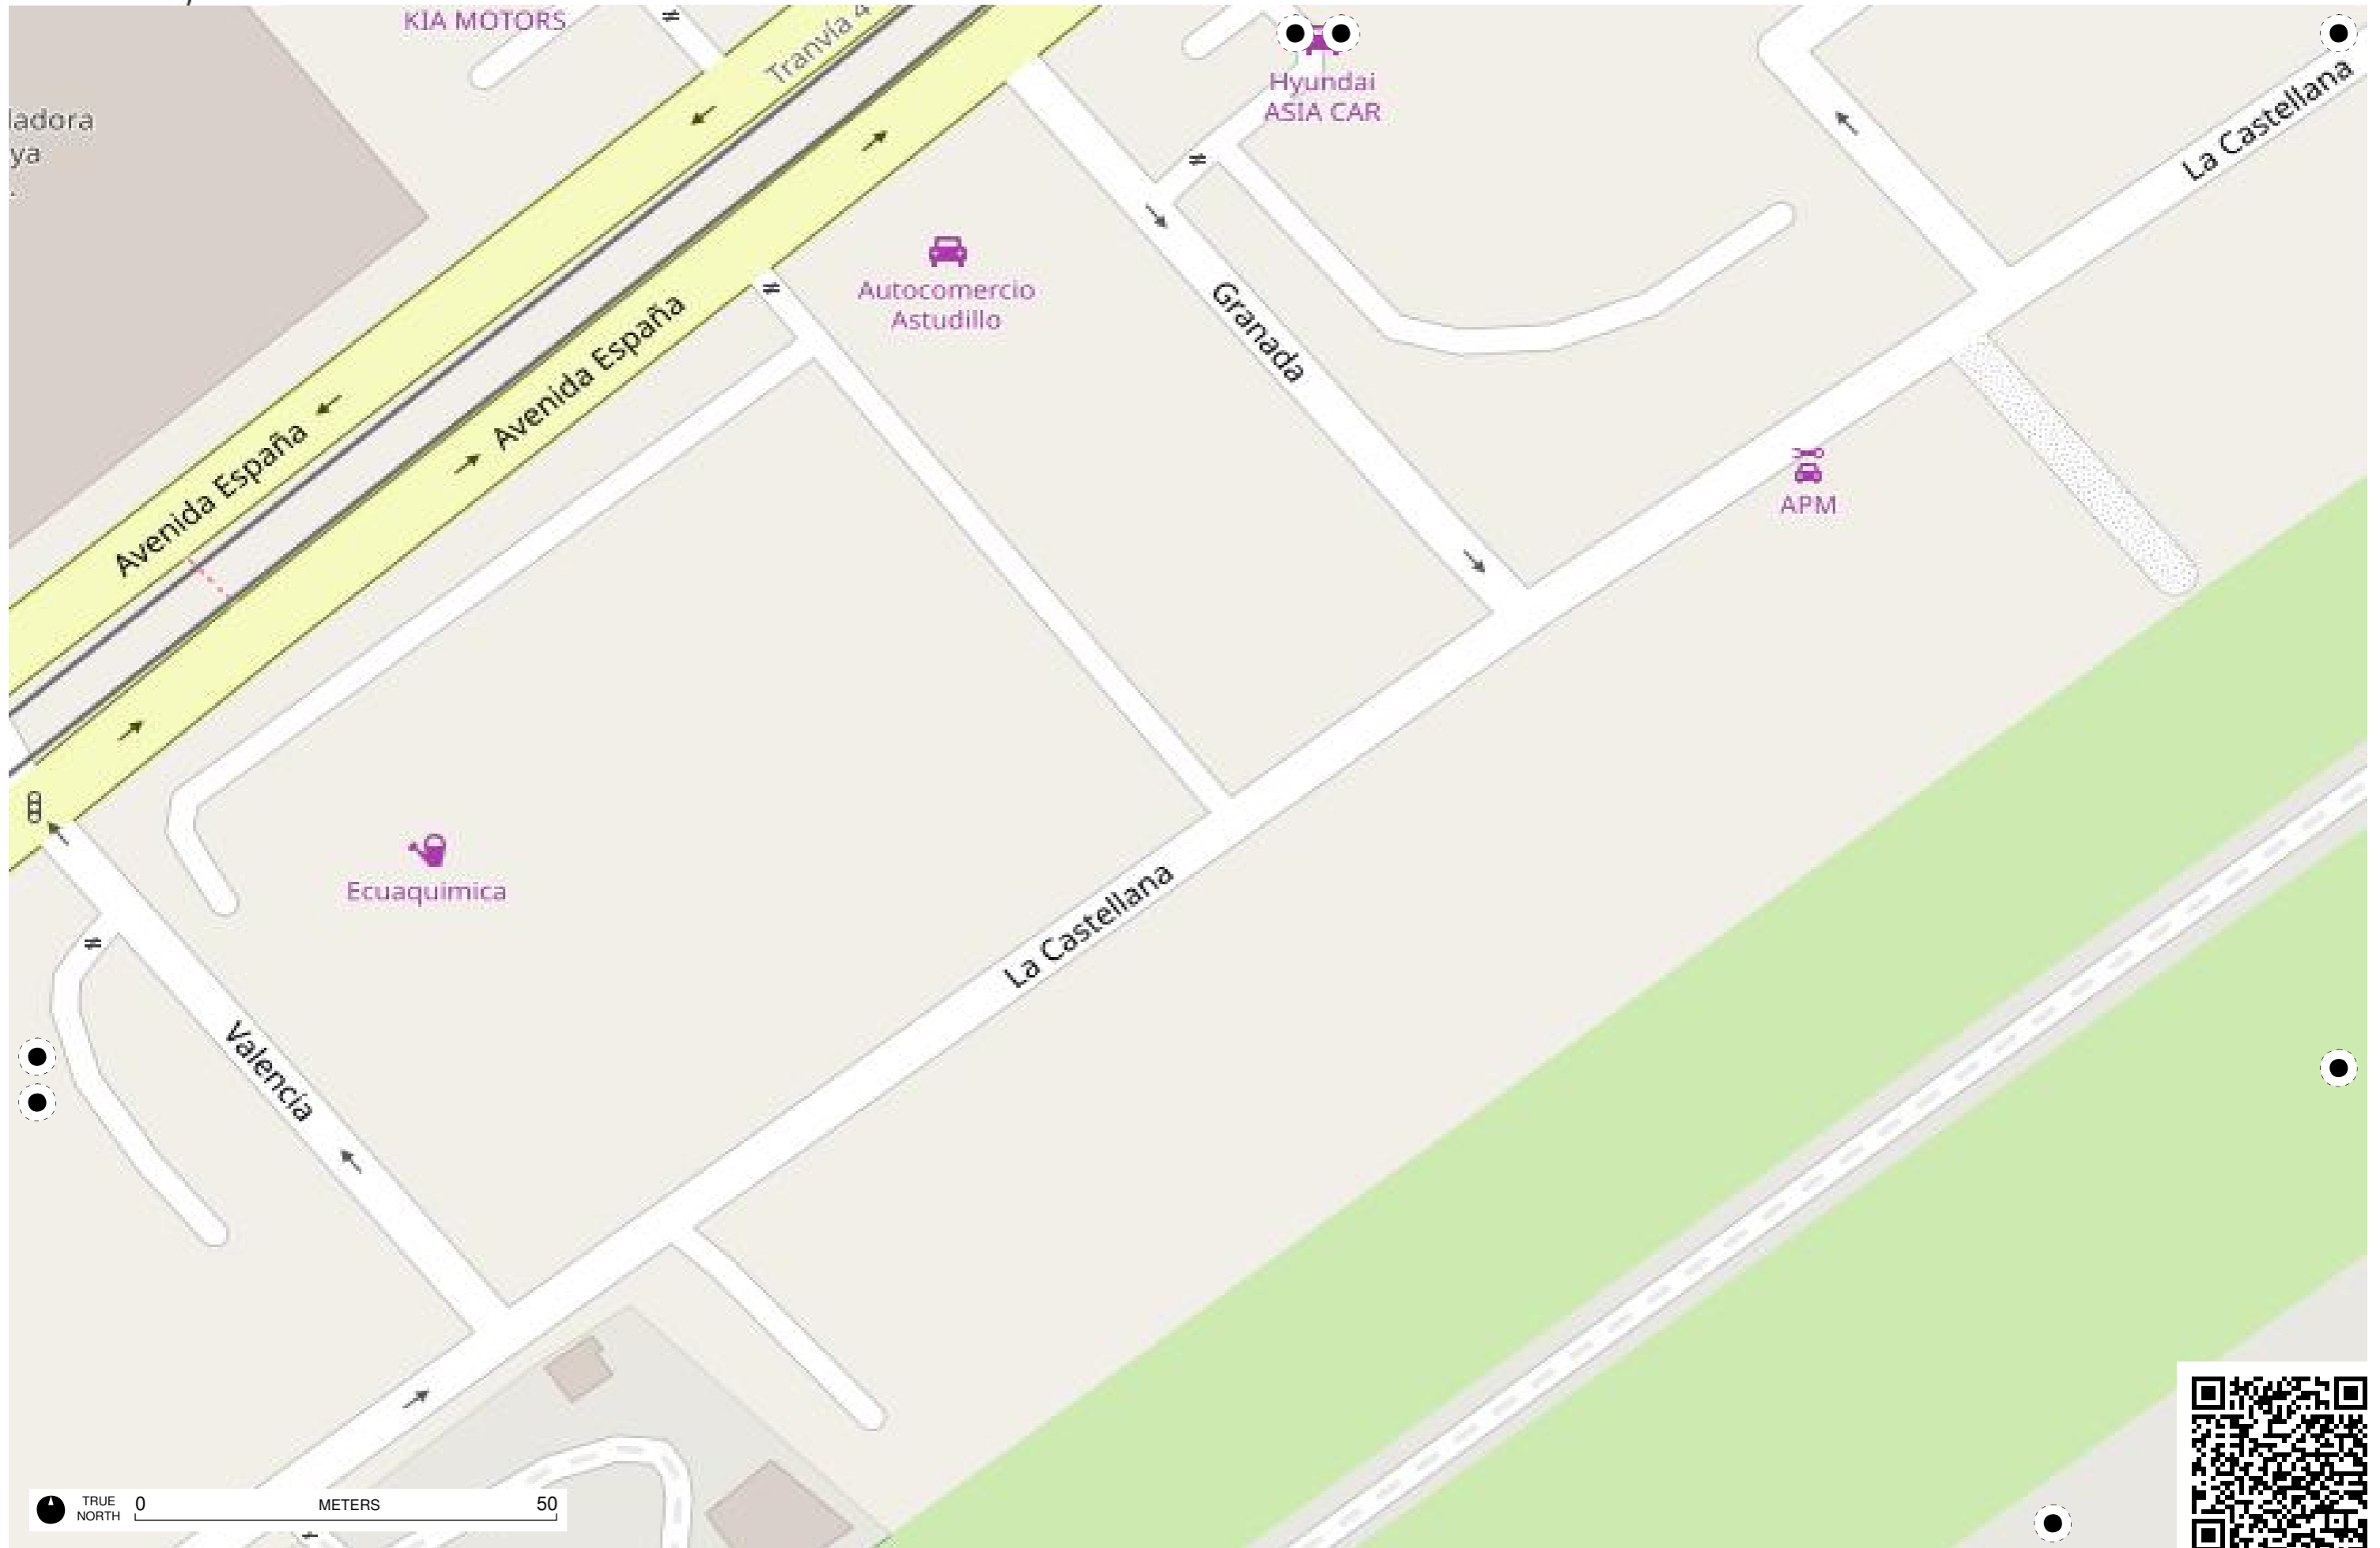 KIA MOTORS
Tranvía 4
Hyundai
ASIA CAR
La Castellana
ladora
ya
Autocomercio
Astudillo
Granada
Avenida España
Avenida España
APM
Ecuaquimica
La Castellana
Valencia
TRUE
NORTH
0 METERS 50